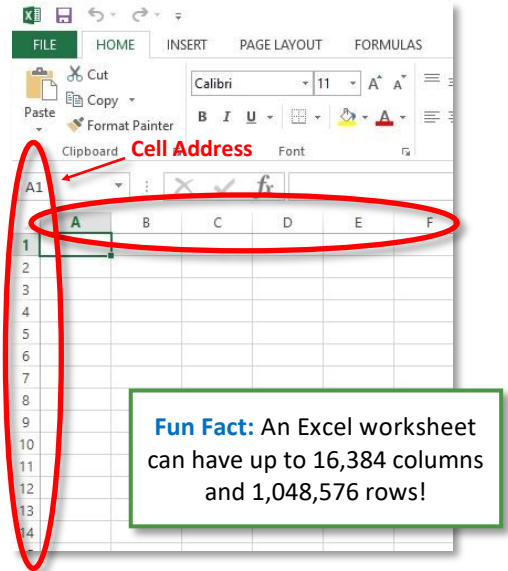 FILE HOME INSERT PAGE LAYOUT FORMULAS
Cut
Calibri 11 A A
Copy
Paste
B I U A
Format Painter
Clipboard Font
Cell Address
A1 fx
A B C D E F
1
2
3
4
5
6
7
8
9
10
11
12
13
14
Fun Fact: An Excel worksheet
can have up to 16,384 columns
and 1,048,576 rows!